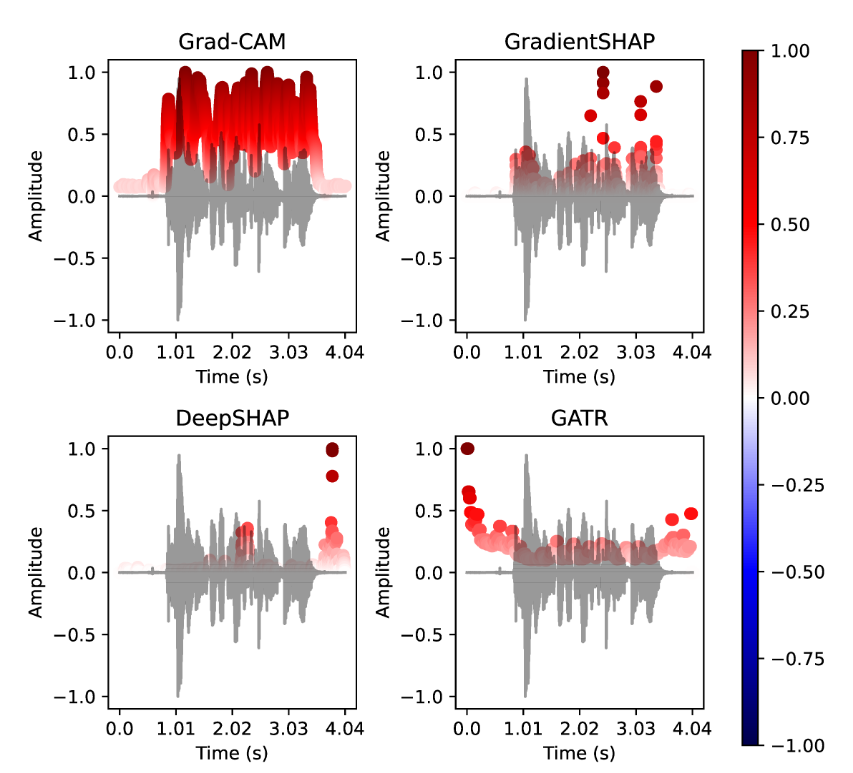 Grad-CAM
1.0
0.5
0.0
−0.5
−1.0
Amplitude
0.0 1.01 2.02 3.03 4.04
Time (s)
GradientSHAP
1.0
0.5
0.0
−0.5
−1.0
Amplitude
0.0 1.01 2.02 3.03 4.04
Time (s)
DeepSHAP
1.0
0.5
0.0
−0.5
−1.0
Amplitude
0.0 1.01 2.02 3.03 4.04
Time (s)
GATR
1.0
0.5
0.0
−0.5
−1.0
Amplitude
0.0 1.01 2.02 3.03 4.04
Time (s)
1.00
0.75
0.50
0.25
0.00
−0.25
−0.50
−0.75
−1.00